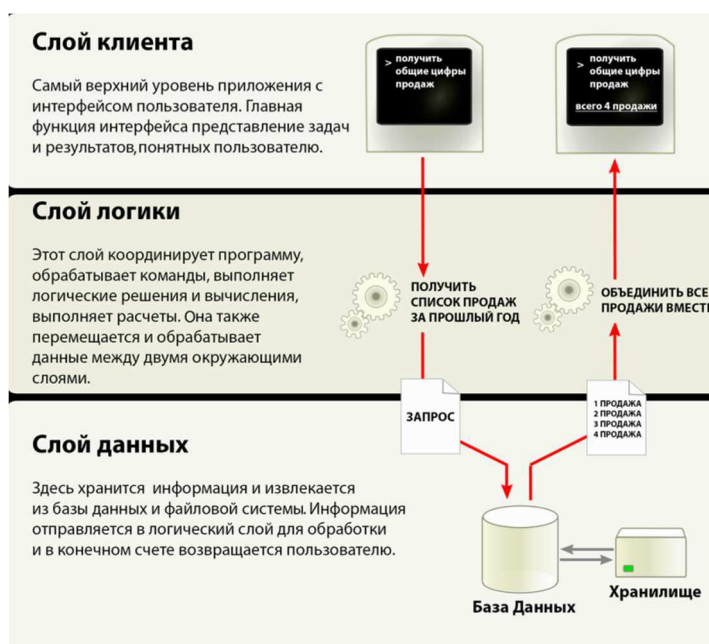 Слой клиента
Самый верхний уровень приложения с
интерфейсом пользователя. Главная
функция интерфейса представление задач
и результатов, понятных пользователю.
> получить
общие цифры
продаж
> получить
общие цифры
продаж
всего 4 продажи
Слой логики
Этот слой координирует программу,
обрабатывает команды, выполняет
логические решения и вычисления,
выполняет расчеты. Она также
перемещается и обрабатывает
данные между двумя окружающими
слоями.
ПОЛУЧИТЬ
СПИСОК ПРОДАЖ
ЗА ПРОШЛЫЙ ГОД
ОБЪЕДИНИТЬ ВСЕ
ПРОДАЖИ ВМЕСТ
ЗАПРОС
1 ПРОДАЖА
2 ПРОДАЖА
3 ПРОДАЖА
4 ПРОДАЖА
Слой данных
Здесь хранится информация и извлекается
из базы данных и файловой системы. Информация
отправляется в логический слой для обработки
и в конечном счете возвращается пользователю.
База Данных
Хранилище